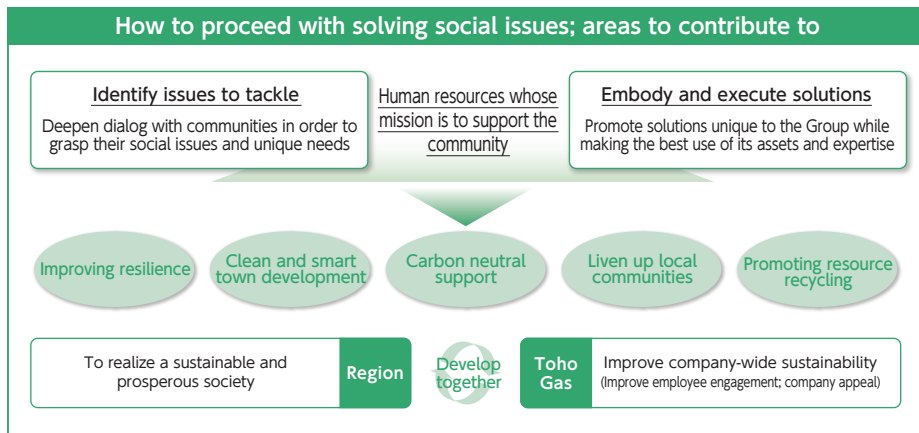 How to proceed with solving social issues; areas to contribute to
Identify issues to tackle
Deepen dialog with communities in order to
grasp their social issues and unique needs
Human resources whose
mission is to support the
community
Embody and execute solutions
Promote solutions unique to the Group while
making the best use of its assets and expertise
Improving resilience
Clean and smart
town development
Carbon neutral
support
Liven up local
communities
Promoting resource
recycling
To realize a sustainable and
prosperous society
Region
Develop
together
Toho
Gas
Improve company-wide sustainability
(Improve employee engagement; company appeal)